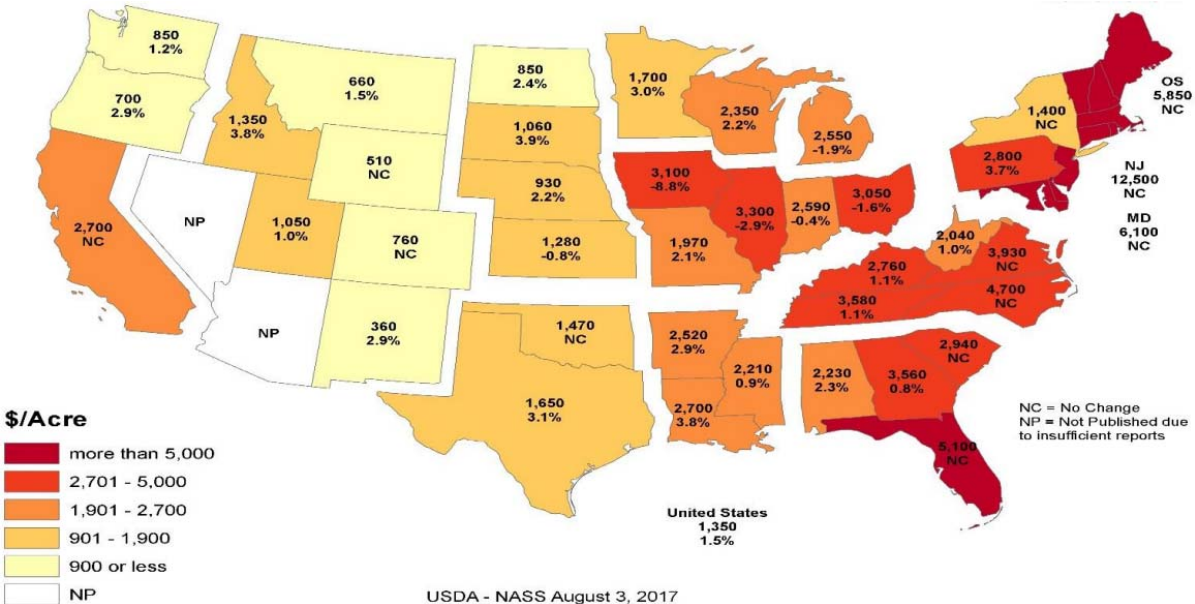 850
1.2%
700
2.9%
2,700
NC
NP
1,350
3.8%
1,050
1.0%
NP
660
1.5%
510
NC
760
NC
360
2.9%
850
2.4%
1,060
3.9%
930
2.2%
1,280
-0.8%
1,470
NC
1,650
3.1%
1,700
3.0%
3,100
-8.8%
1,970
2.1%
2,520
2.9%
2,700
3.8%
2,350
2.2%
2,550
-1.9%
3,300
-2.9%
2,590
-0.4%
3,050
-1.6%
2,760
1.1%
3,580
1.1%
2,210
0.9%
2,230
2.3%
3,560
0.8%
5,100
NC
2,940
NC
4,700
NC
3,930
NC
2,040
1.0%
2,800
3.7%
1,400
NC
OS
5,850
NC
NJ
12,500
NC
MD
6,100
NC
NC = No Change
NP = Not Published due
to insufficient reports
United States
1,350
1.5%
$/Acre
more than 5,000
2,701 - 5,000
1,901 - 2,700
901 - 1,900
900 or less
NP
USDA - NASS August 3, 2017